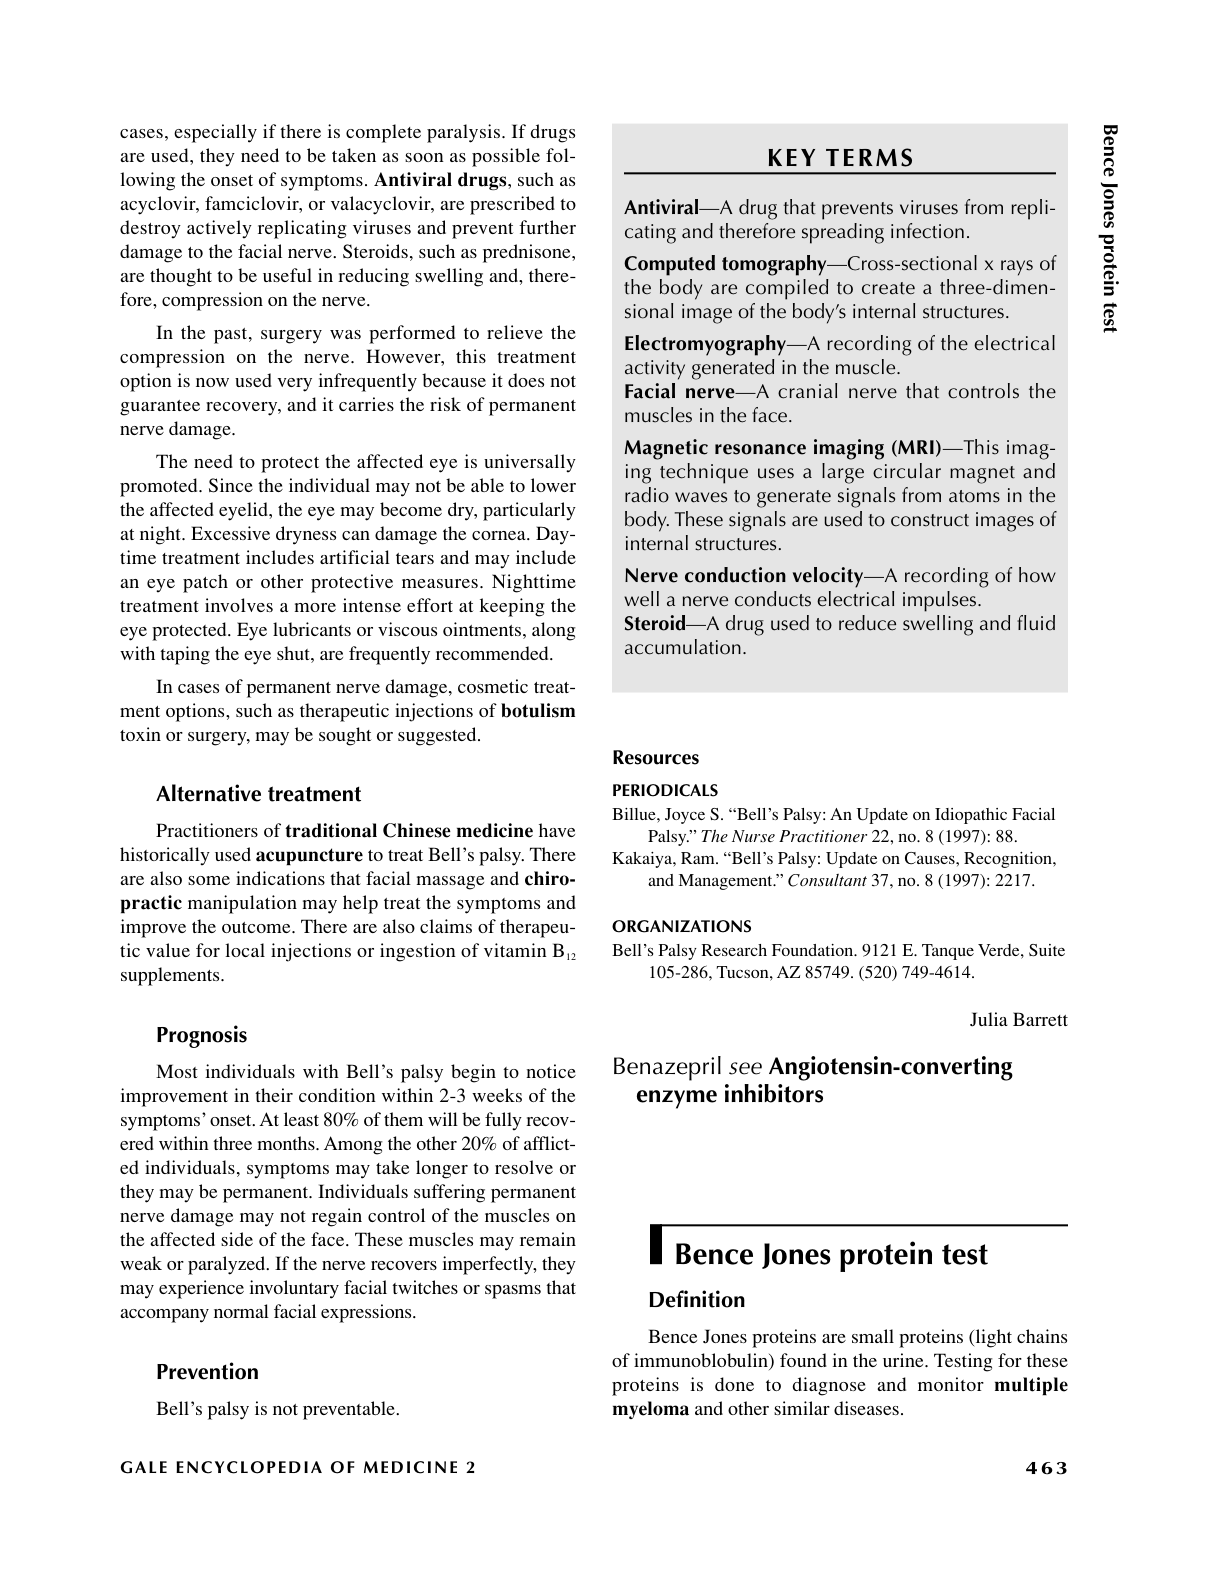 cases, especially if there is complete paralysis. If drugs
are used, they need to be taken as soon as possible fol-
lowing the onset of symptoms. Antiviral drugs, such as
acyclovir, famciclovir, or valacyclovir, are prescribed to
destroy actively replicating viruses and prevent further
damage to the facial nerve. Steroids, such as prednisone,
are thought to be useful in reducing swelling and, there-
fore, compression on the nerve.
In the past, surgery was performed to relieve the
compression on the nerve. However, this treatment
option is now used very infrequently because it does not
guarantee recovery, and it carries the risk of permanent
nerve damage.
The need to protect the affected eye is universally
promoted. Since the individual may not be able to lower
the affected eyelid, the eye may become dry, particularly
at night. Excessive dryness can damage the cornea. Day-
time treatment includes artificial tears and may include
an eye patch or other protective measures. Nighttime
treatment involves a more intense effort at keeping the
eye protected. Eye lubricants or viscous ointments, along
with taping the eye shut, are frequently recommended.
In cases of permanent nerve damage, cosmetic treat-
ment options, such as therapeutic injections of botulism
toxin or surgery, may be sought or suggested.
Alternative treatment
Practitioners of traditional Chinese medicine have
historically used acupuncture to treat Bell's palsy. There
are also some indications that facial massage and chiro-
practic manipulation may help treat the symptoms and
improve the outcome. There are also claims of therapeu-
tic value for local injections or ingestion of vitamin B12
supplements.
Prognosis
Most individuals with Bell's palsy begin to notice
improvement in their condition within 2-3 weeks of the
symptoms' onset. At least 80% of them will be fully recov-
ered within three months. Among the other 20% of afflict-
ed individuals, symptoms may take longer to resolve or
they may be permanent. Individuals suffering permanent
nerve damage may not regain control of the muscles on
the affected side of the face. These muscles may remain
weak or paralyzed. If the nerve recovers imperfectly, they
may experience involuntary facial twitches or spasms that
accompany normal facial expressions.
Prevention
Bell's palsy is not preventable.
KEY TERMS
Antiviral—A drug that prevents viruses from repli-
cating and therefore spreading infection.
Computed tomography—Cross-sectional x rays of
the body are compiled to create a three-dimen-
sional image of the body's internal structures.
Electromyography—A recording of the electrical
activity generated in the muscle.
Facial nerve—A cranial nerve that controls the
muscles in the face.
Magnetic resonance imaging (MRI)—This imag-
ing technique uses a large circular magnet and
radio waves to generate signals from atoms in the
body. These signals are used to construct images of
internal structures.
Nerve conduction velocity—A recording of how
well a nerve conducts electrical impulses.
Steroid—A drug used to reduce swelling and fluid
accumulation.
Resources
PERIODICALS
Billue, Joyce S. “Bell's Palsy: An Update on Idiopathic Facial
Palsy.” The Nurse Practitioner 22, no. 8 (1997): 88.
Kakaiya, Ram. “Bell's Palsy: Update on Causes, Recognition,
and Management.” Consultant 37, no. 8 (1997): 2217.
ORGANIZATIONS
Bell's Palsy Research Foundation. 9121 E. Tanque Verde, Suite
105-286, Tucson, AZ 85749. (520) 749-4614.
Julia Barrett
Benazepril see Angiotensin-converting
enzyme inhibitors
Bence Jones protein test
Definition
Bence Jones proteins are small proteins (light chains
of immunoblobulin) found in the urine. Testing for these
proteins is done to diagnose and monitor multiple
myeloma and other similar diseases.
Bence Jones protein test
GALE ENCYCLOPEDIA OF MEDICINE 2
463